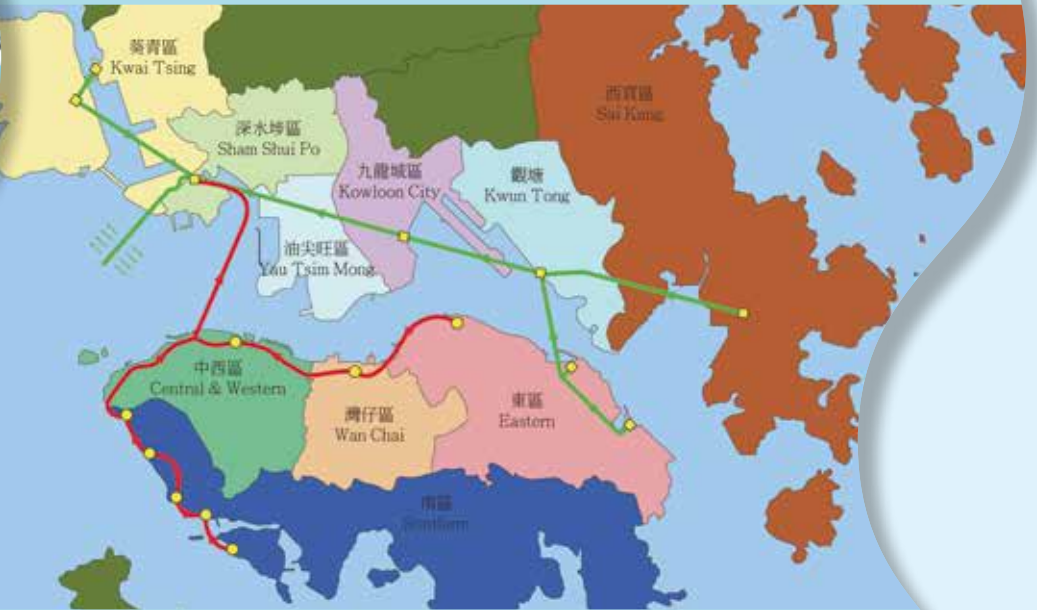 葵青區
Kwai Tsing
西貢區
Sai Kung
深水埗區
Sham Shui Po
九龍城區
Kowloon City
觀塘
Kwun Tong
油尖旺區
Yau Tsim Mong
中西區
Central & Western
灣仔區
Wan Chai
東區
Eastern
南區
Southern